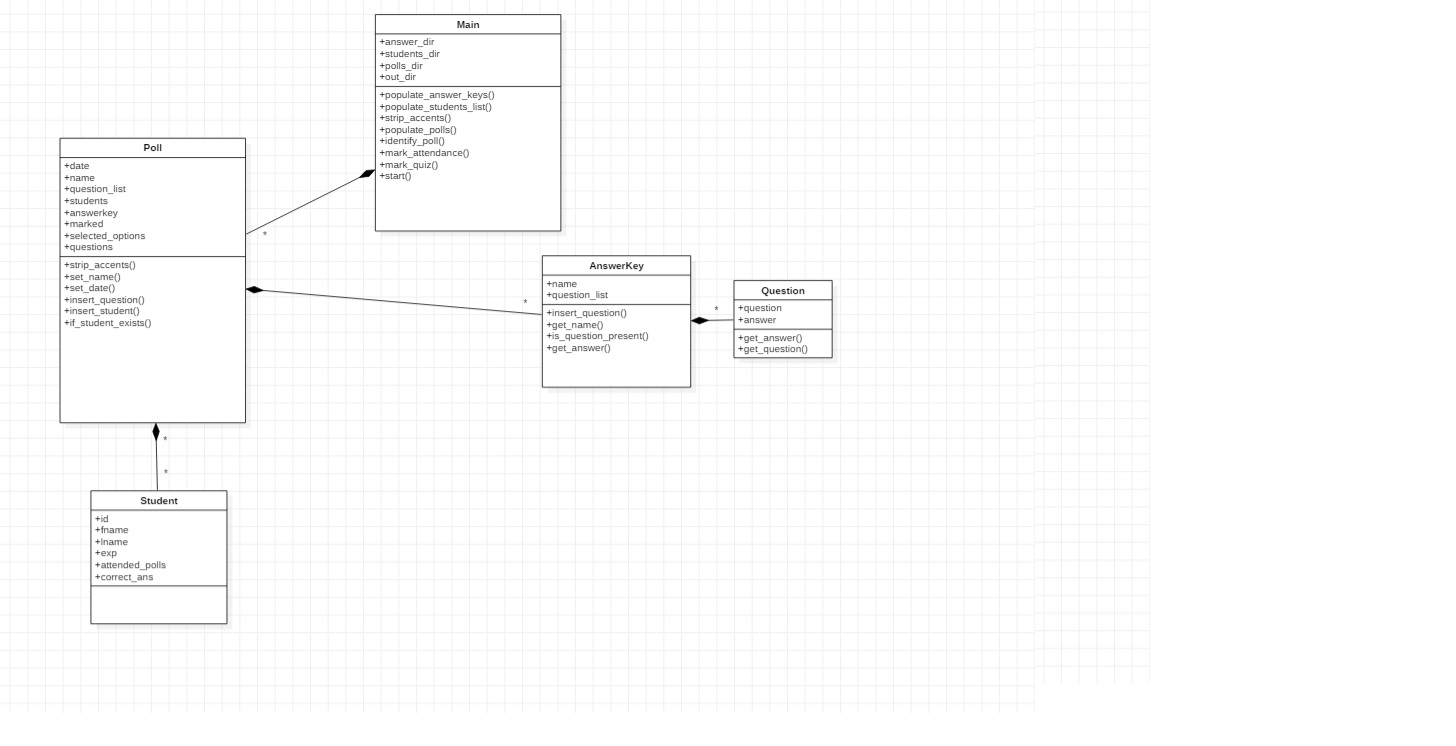 Main
+answer_dir
+students_dir
+polls_dir
+out_dir
+populate_answer_keys()
+populate_students_list()
+strip_accents()
+populate_polls()
+identify_poll()
+mark_attendance()
+mark_quiz()
+start()
Poll
+date
+name
+question_list
+students
+answerkey
+marked
+selected_options
+questions
+strip_accents()
+set_name()
+set_date()
+insert_question()
+insert_student()
+if_student_exists()
*
*
AnswerKey
+name
+question_list
+insert_question()
+get_name()
+is_question_present()
+get_answer()
*
Question
+question
+answer
+get_answer()
+get_question()
*
*
Student
+id
+fname
+lname
+exp
+attended_polls
+correct_ans